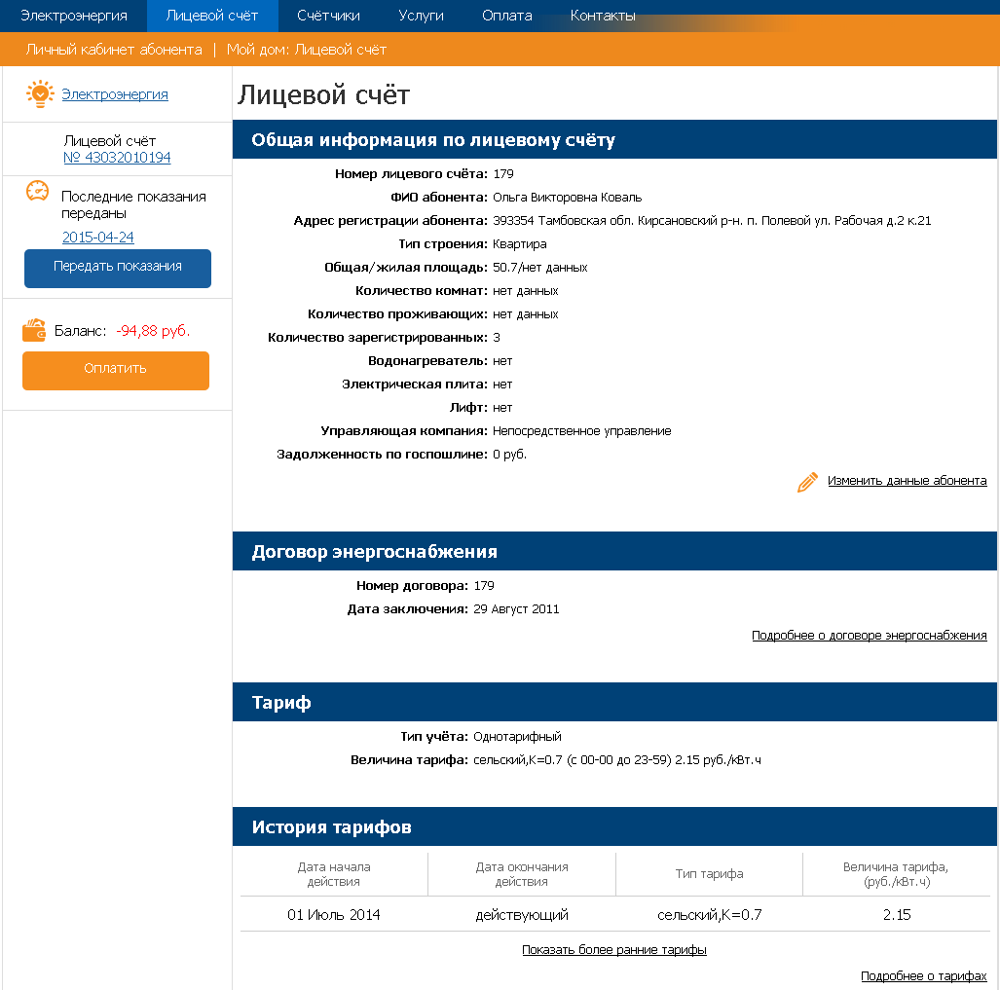 Электроэнергия Лицевой счёт Счётчики Услуги Оплата Контакты
Личный кабинет абонента | Мой дом: Лицевой счёт
Электроэнергия
Лицевой счёт
№ 43032010194
Последние показания
переданы
2015-04-24
Передать показания
Баланс: -94,88 руб.
Оплатить
Лицевой счёт
Общая информация по лицевому счёту
Номер лицевого счёта: 179
ФИО абонента: Ольга Викторовна Коваль
Адрес регистрации абонента: 393354 Тамбовская обл. Кирсановский р-н. п. Полевой ул. Рабочая д.2 к.21
Тип строения: Квартира
Общая/жилая площадь: 50.7/нет данных
Количество комнат: нет данных
Количество проживающих: нет данных
Количество зарегистрированных: 3
Водонагреватель: нет
Электрическая плита: нет
Лифт: нет
Управляющая компания: Непосредственное управление
Задолженность по госпошлине: 0 руб.
Изменить данные абонента
Договор энергоснабжения
Номер договора: 179
Дата заключения: 29 Август 2011
Подробнее о договоре энергоснабжения
Тариф
Тип учёта: Однотарифный
Величина тарифа: сельский,К=0.7 (с 00-00 до 23-59) 2.15 руб./кВт.ч
История тарифов
Дата начала действия
Дата окончания действия
Тип тарифа
Величина тарифа, (руб./кВт.ч)
01 Июль 2014 действующий сельский,К=0.7 2.15
Показать более ранние тарифы
Подробнее о тарифах